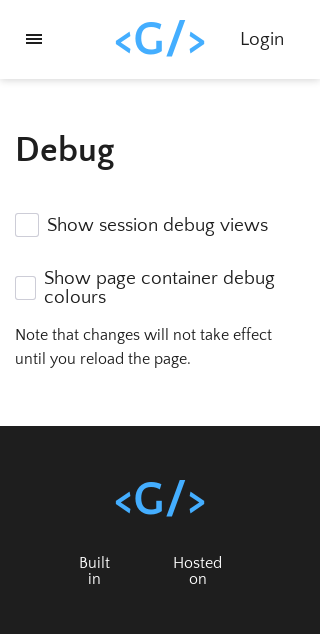 <G/>
Login
Debug
Show session debug views
Show page container debug
colours
Note that changes will not take effect
until you reload the page.
<G/>
Built
in
Hosted
on